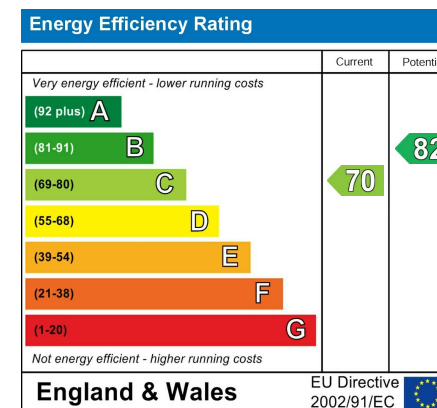 Energy Efficiency Rating
Current Potenti
Very energy efficient - lower running costs
(92 plus) A
(81-91) B
82
(69-80) C
70
(55-68) D
(39-54) E
(21-38) F
(1-20) G
Not energy efficient - higher running costs
England & Wales
EU Directive
2002/91/EC